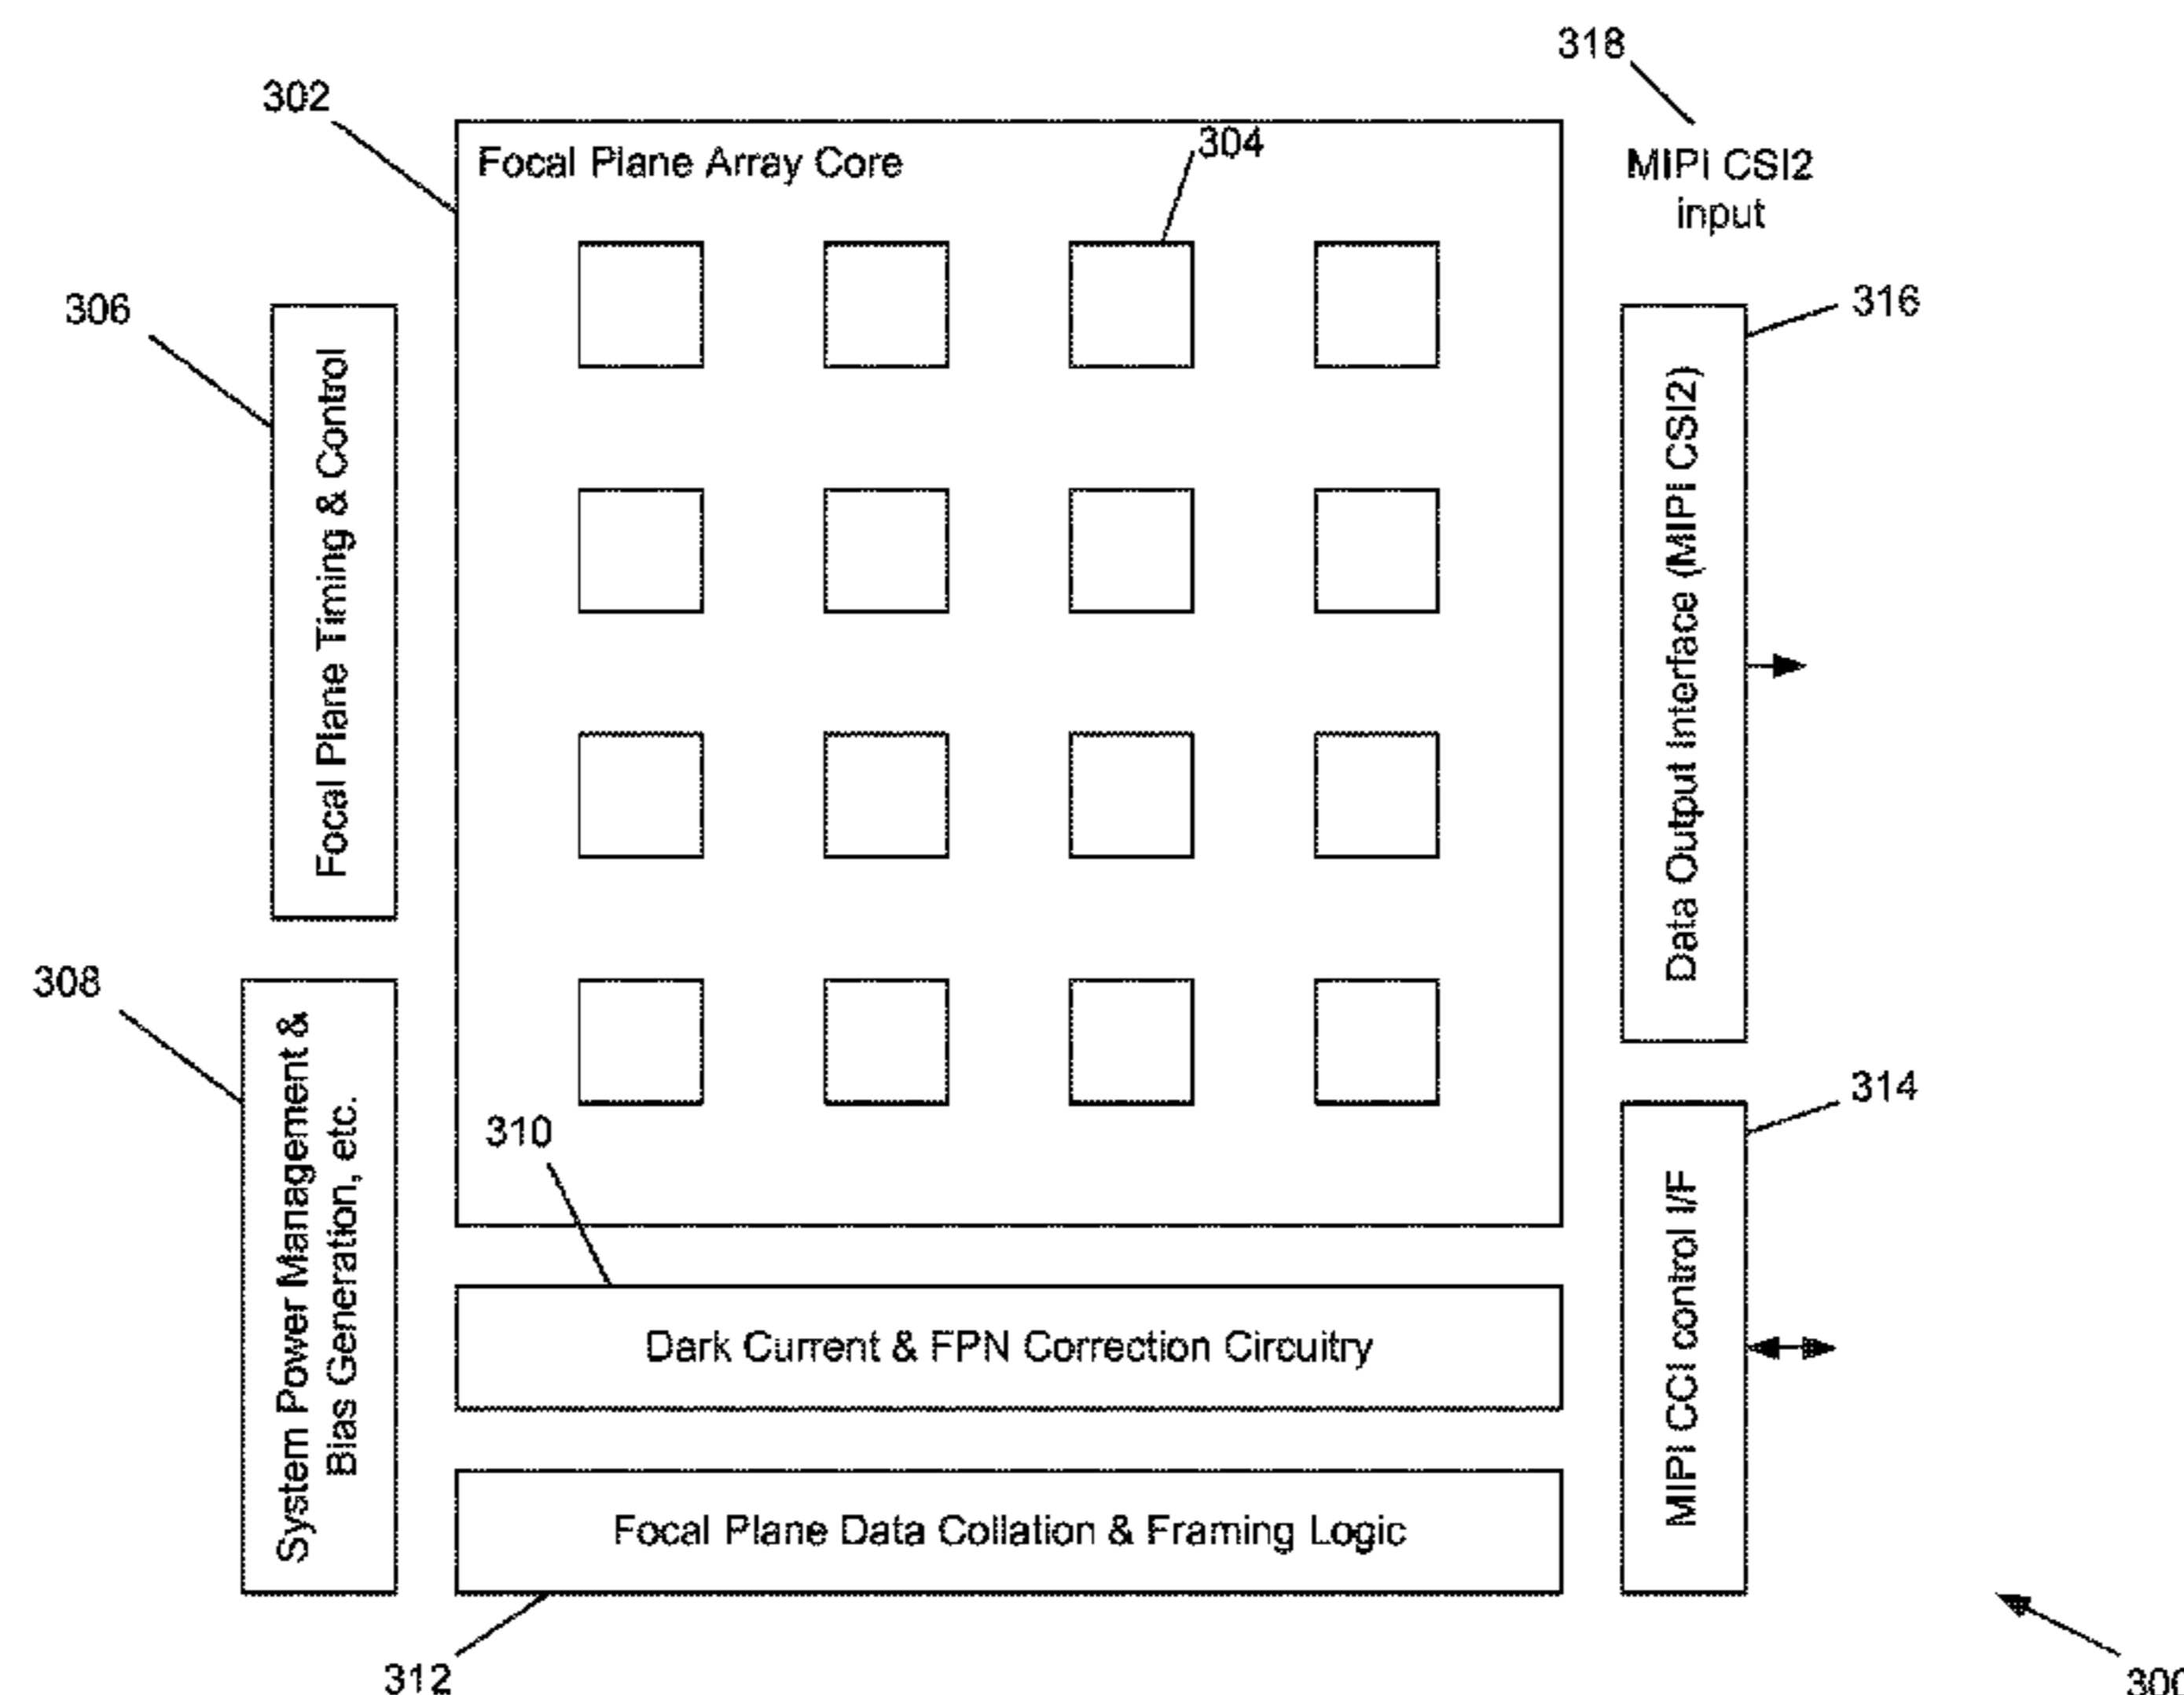 318
302
304
Focal Plane Array Core
MIPI CSI2
input
306
316
Focal Plane Timing & Control
Data Output Interface (MIPI CSI2)
308
System Power Management &
Bias Generation, etc.
314
310
MIPI CCI control I/F
Dark Current & FPN Correction Circuitry
Focal Plane Data Collation & Framing Logic
312
300